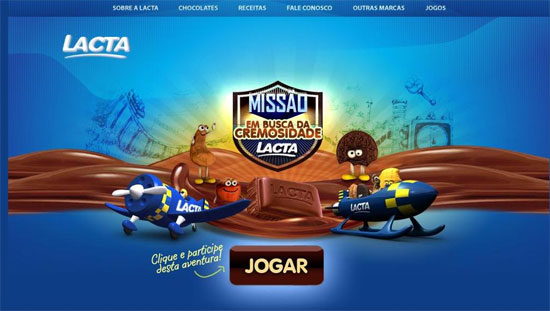 SOBRE A LACTA CHOCOLATES RECEITAS FALE CONOSCO OUTRAS MARCAS JOGOS
LACTA
MISSÃO
EM BUSCA DA
CREMOSIDADE
LACTA
LACTA
LACTA
LACTA
Clique e participe
desta aventura!
JOGAR